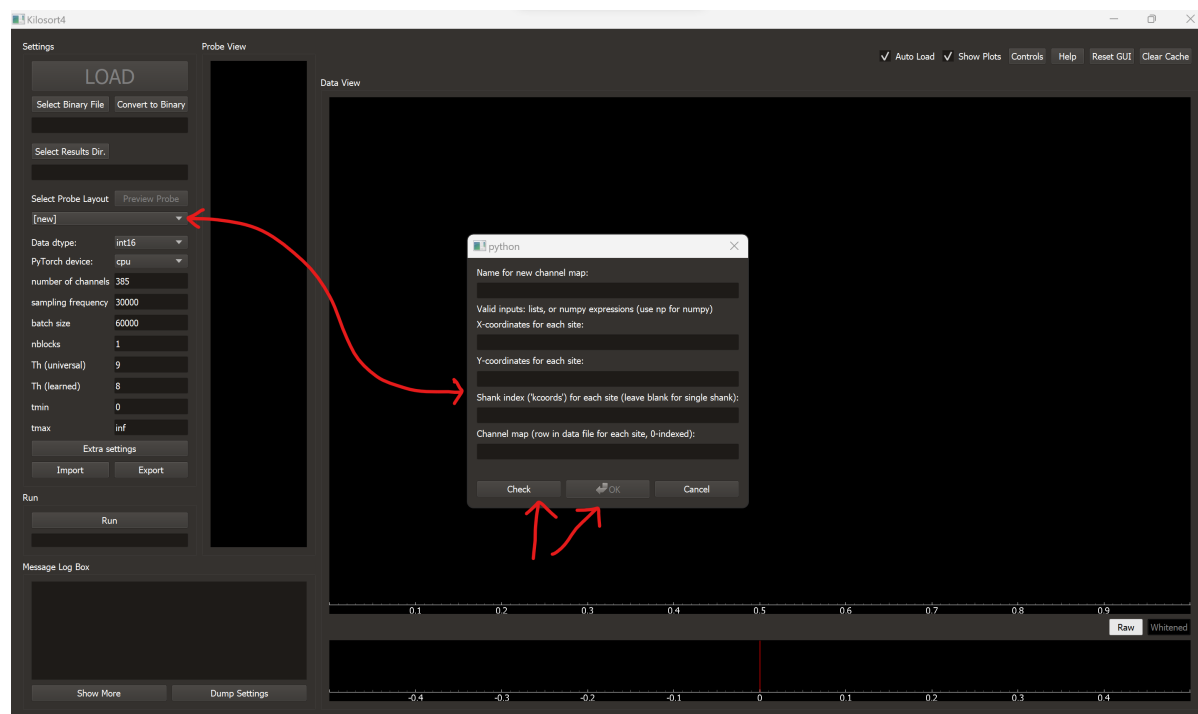 Kilosort4
Settings
Probe View
Auto Load
Show Plots
Controls
Help
Reset GUI
Clear Cache
LOAD
Data View
Select Binary File
Convert to Binary
Select Results Dir.
Select Probe Layout
Preview Probe
[new]
Data dtype: int16
PyTorch device: cpu
number of channels 385
sampling frequency 30000
batch size 60000
nblocks 1
Th (universal) 9
Th (learned) 8
tmin 0
tmax inf
Extra settings
Import
Export
Run
Run
Message Log Box
Show More
Dump Settings
python
Name for new channel map:
Valid inputs: lists, or numpy expressions (use np for numpy)
X-coordinates for each site:
Y-coordinates for each site:
Shank index ('kcoords') for each site (leave blank for single shank):
Channel map (row in data file for each site, 0-indexed):
Check
OK
Cancel
0.1 0.2 0.3 0.4 0.5 0.6 0.7 0.8 0.9
Raw
Whitened
-0.4 -0.3 -0.2 -0.1 0 0.1 0.2 0.3 0.4